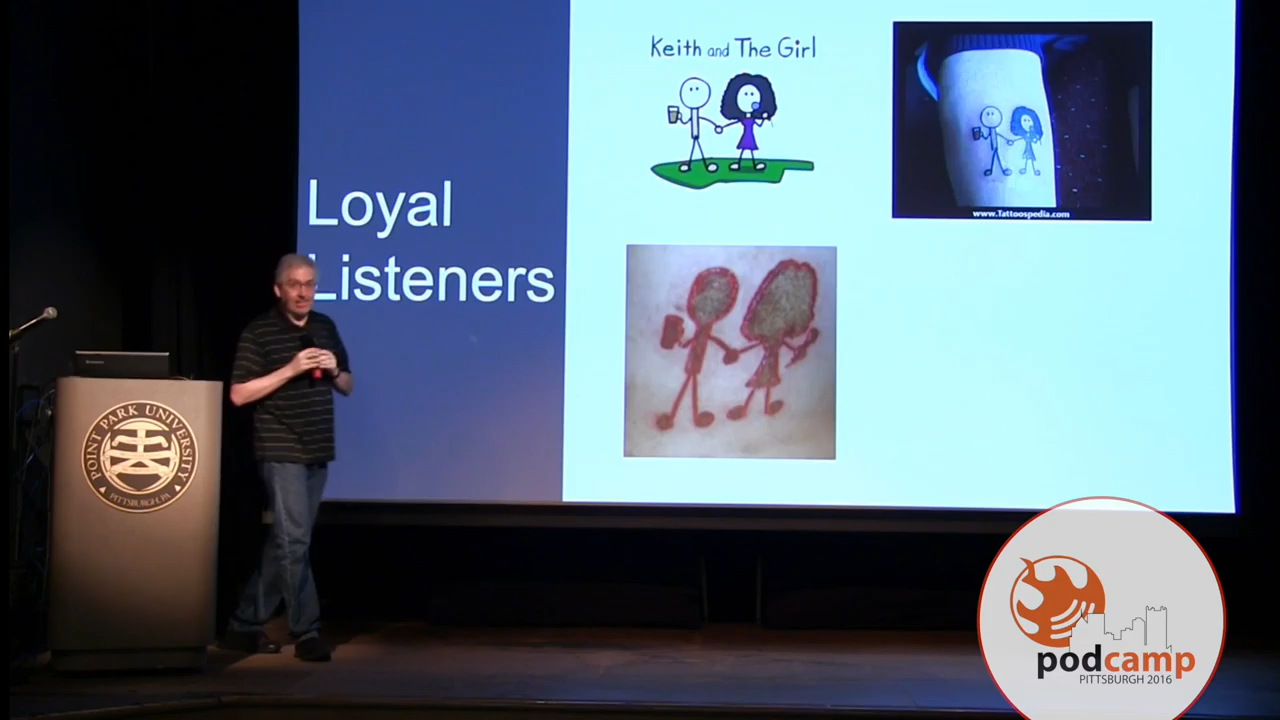 Keith and The Girl
Loyal
Listeners
www.Tattoospedia.com
POINT PARK UNIVERSITY
PITTSBURGH, PA
podcamp
PITTSBURGH 2016